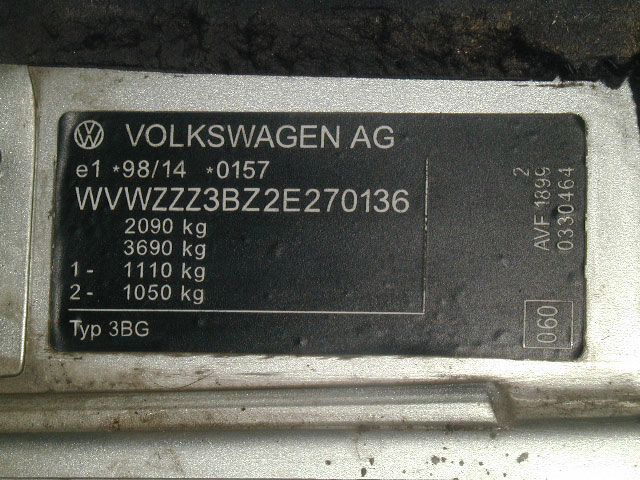 VOLKSWAGEN AG
e1 *98/14 *0157
WVWZZZ3BZ2E270136
2090 kg
3690 kg
1- 1110 kg
2- 1050 kg
Typ 3BG
2
AVF 1899
0330464
060